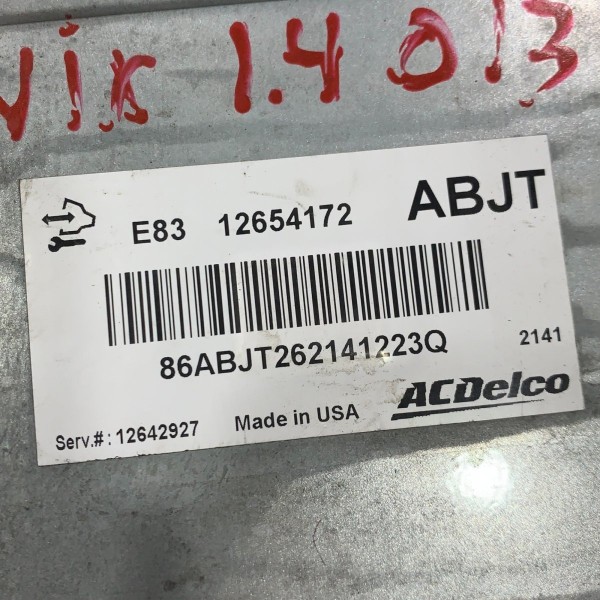 1.4 013
E83 12654172 ABJT
86ABJT262141223Q 2141
Serv.#: 12642927 Made in USA ACDelco